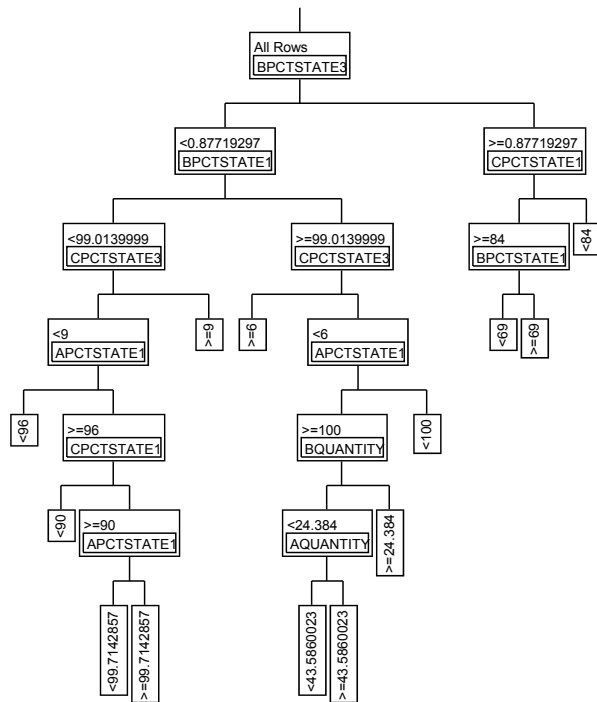 All Rows
BPCTSTATE3
<0.87719297
BPCTSTATE1
>=0.87719297
CPCTSTATE1
<99.0139999
CPCTSTATE3
>=99.0139999
CPCTSTATE3
>=84
BPCTSTATE1
<84
<9
APCTSTATE1
>=9
>=6
<6
APCTSTATE1
<69
>=69
<96
>=96
CPCTSTATE1
>=100
BQUANTITY
<100
<90
>=90
APCTSTATE1
<24.384
AQUANTITY
>=24.384
<99.7142857
>=99.7142857
<43.5860023
>=43.5860023